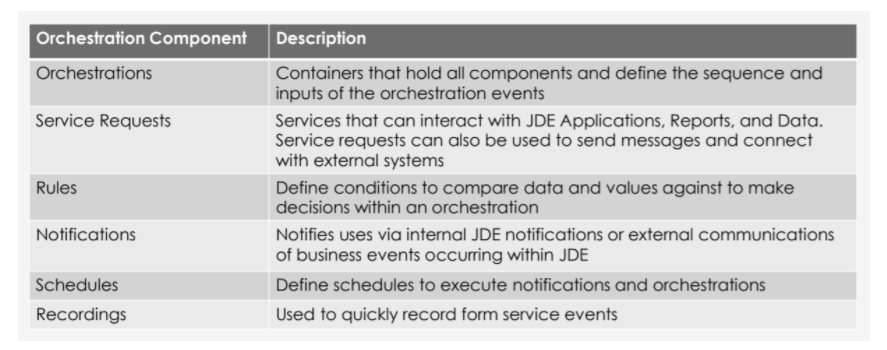 Orchestration Component Description
Orchestrations Containers that hold all components and define the sequence and
inputs of the orchestration events
Service Requests Services that can interact with JDE Applications, Reports, and Data.
Service requests can also be used to send messages and connect
with external systems
Rules Define conditions to compare data and values against to make
decisions within an orchestration
Notifications Notifies uses via internal JDE notifications or external communications
of business events occurring within JDE
Schedules Define schedules to execute notifications and orchestrations
Recordings Used to quickly record form service events